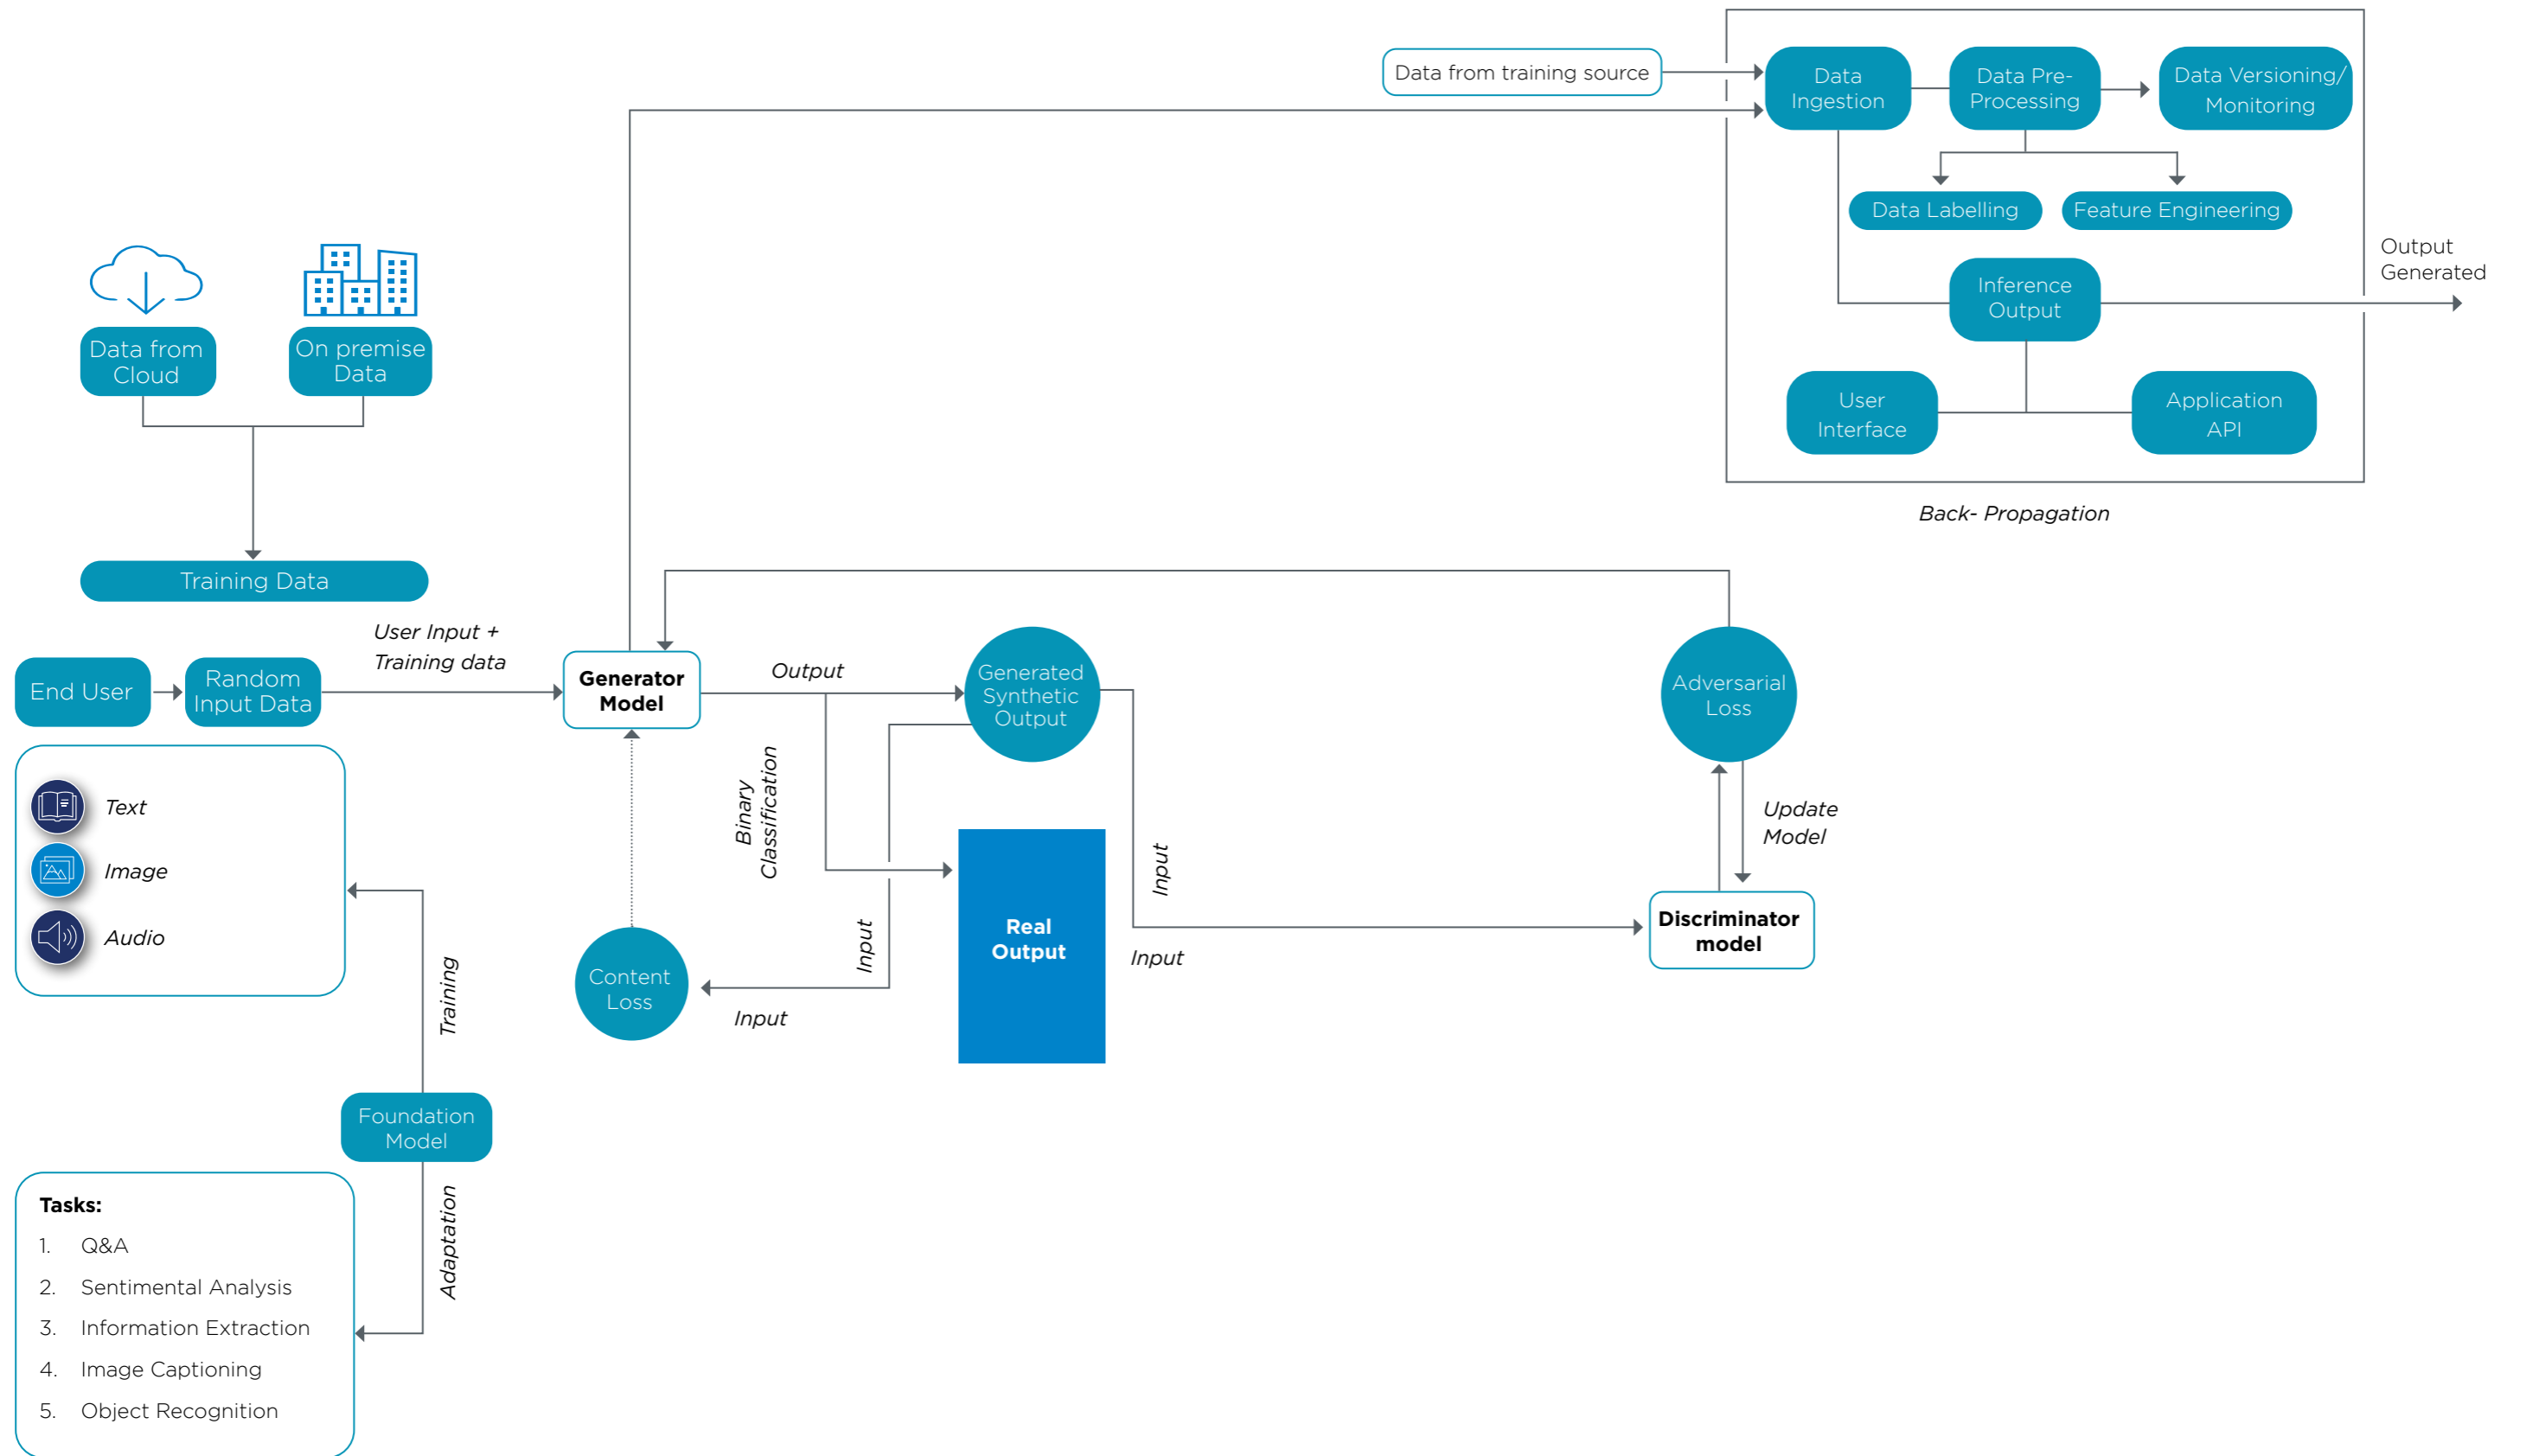 Data from training source
Data
Ingestion
Data Pre-
Processing
Data Versioning/
Monitoring
Data Labelling
Feature Engineering
Output
Generated
Inference
Output
User
Interface
Application
API
Back- Propagation
Data from
Cloud
On premise
Data
Training Data
User Input +
Training data
End User
Random
Input Data
Generator
Model
Output
Generated
Synthetic
Output
Adversarial
Loss
Binary
Classification
Update
Model
Text
Image
Audio
Input
Input
Real
Output
Input
Discriminator
model
Content
Loss
Input
Training
Foundation
Model
Adaptation
Tasks:
1. Q&A
2. Sentimental Analysis
3. Information Extraction
4. Image Captioning
5. Object Recognition